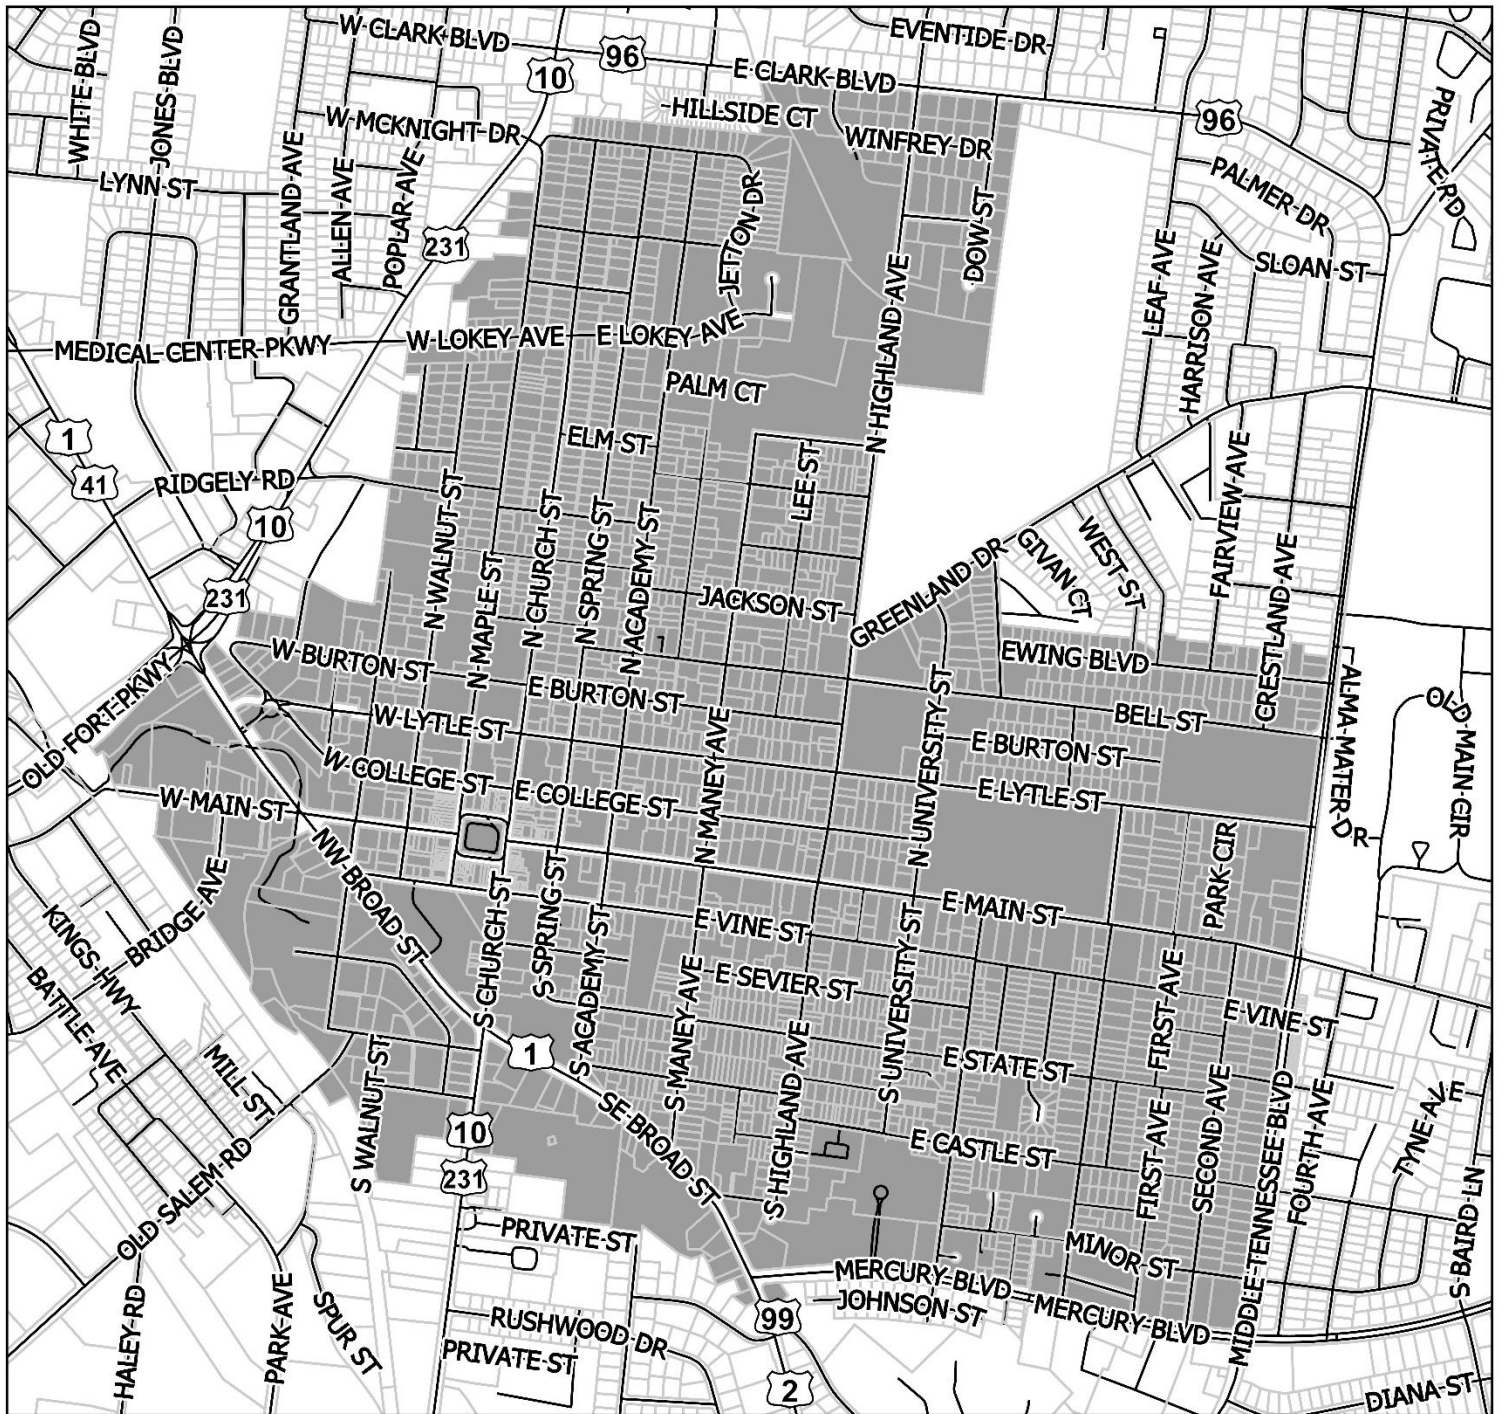 WHITE BLVD
JONES BLVD
W CLARK BLVD
96
10
E CLARK BLVD
EVENTIDE DR
HILLSIDE CT
WINFREY DR
96
PRIVATE RD
W MCKNIGHT DR
LYNN ST
GRANTLAND AVE
ALLEN AVE
POPLAR AVE
231
JETTON DR
DOW ST
PALMER DR
SLOAN ST
LEAF AVE
HARRISON AVE
N HIGHLAND AVE
MEDICAL CENTER PKWY
W LOKEY AVE
E LOKEY AVE
PALM CT
1
41
ELM ST
LEE ST
RIDGELY RD
10
FAIRVIEW AVE
N WALNUT ST
N MAPLE ST
N CHURCH ST
N SPRING ST
N ACADEMY ST
GREENLAND DR
GIVAN CT
WEST ST
CRESTLAND AVE
231
JACKSON ST
EWING BLVD
W BURTON ST
E BURTON ST
BELL ST
ALMA MATER DR
OLD MAIN CIR
OLD FORT PKWY
W LYTLE ST
N MANEY AVE
N UNIVERSITY ST
E BURTON ST
W COLLEGE ST
E COLLEGE ST
E LYTLE ST
W MAIN ST
NW BROAD ST
PARK CIR
BRIDGE AVE
KINGS HWY
BATTLE AVE
S CHURCH ST
S SPRING ST
S ACADEMY ST
E VINE ST
E MAIN ST
E SEVIER ST
S MANEY AVE
S UNIVERSITY ST
FIRST AVE
E VINE ST
MILL ST
S WALNUT ST
1
S HIGHLAND AVE
E STATE ST
SECOND AVE
MIDDLE TENNESSEE BLVD
FOURTH AVE
TYNE AVE
OLD SALEM RD
10
231
SE BROAD ST
E CASTLE ST
FIRST AVE
S BAIRD LN
PRIVATE ST
MINOR ST
MERCURY BLVD
JOHNSON ST
MERCURY BLVD
HALEY RD
PARK AVE
SPUR ST
RUSHWOOD DR
PRIVATE ST
99
2
DIANA ST